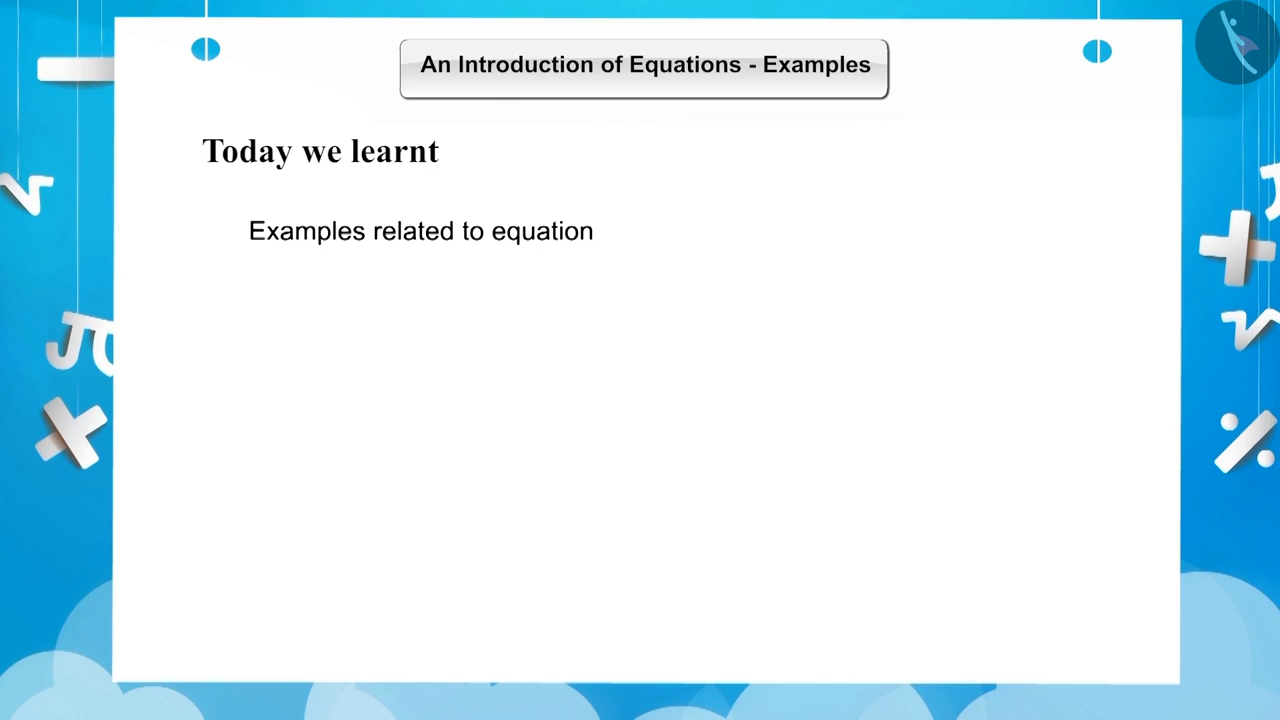 An Introduction of Equations - Examples
Today we learnt
Examples related to equation